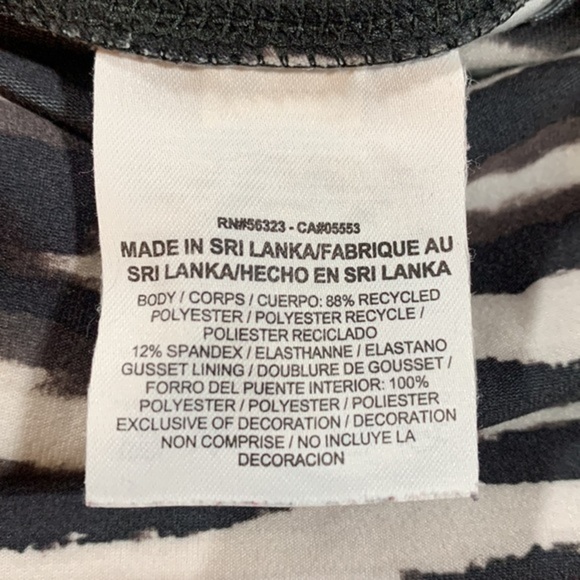 RN#56323 - CA#05553
MADE IN SRI LANKA/FABRIQUE AU
SRI LANKA/HECHO EN SRI LANKA
BODY / CORPS / CUERPO: 88% RECYCLED
POLYESTER / POLYESTER RECYCLE /
POLIESTER RECICLADO
12% SPANDEX / ELASTHANNE / ELASTANO
GUSSET LINING / DOUBLURE DE GOUSSET /
FORRO DEL PUENTE INTERIOR: 100%
POLYESTER / POLYESTER / POLIESTER
EXCLUSIVE OF DECORATION / DECORATION
NON COMPRISE / NO INCLUYE LA
DECORACION